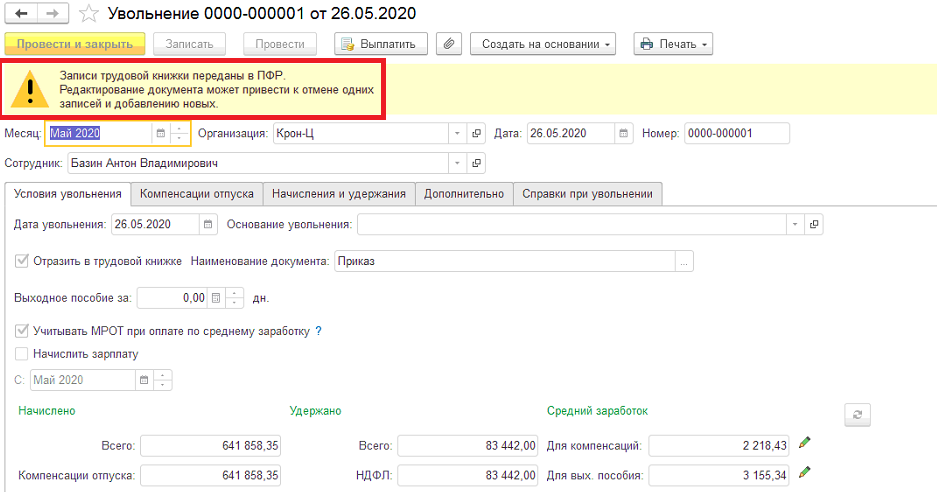 Увольнение 0000-000001 от 26.05.2020
Провести и закрыть Записать Провести Выплатить Создать на основании Печать
Записи трудовой книжки переданы в ПФР.
Редактирование документа может привести к отмене одних
записей и добавлению новых.
Месяц: Май 2020 Организация: Крон-Ц Дата: 26.05.2020 Номер: 0000-000001
Сотрудник: Базин Антон Владимирович
Условия увольнения Компенсации отпуска Начисления и удержания Дополнительно Справки при увольнении
Дата увольнения: 26.05.2020 Основание увольнения:
Отразить в трудовой книжке Наименование документа: Приказ ...
Выходное пособие за: 0,00 дн.
Учитывать МРОТ при оплате по среднему заработку ?
Начислить зарплату
С: Май 2020
Начислено Удержано Средний заработок
Всего: 641 858,35 Всего: 83 442,00 Для компенсаций: 2 218,43
Компенсации отпуска: 641 858,35 НДФЛ: 83 442,00 Для вых. пособия: 3 155,34